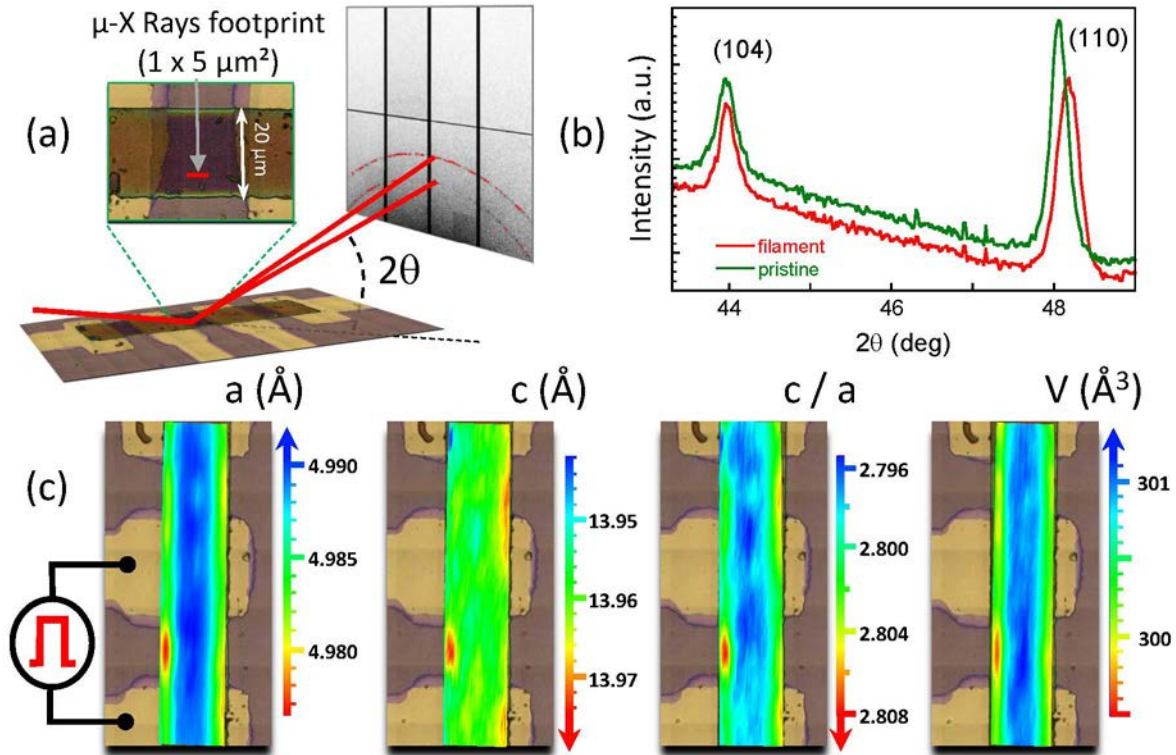 μ-X Rays footprint
(1 x 5 μm²)
(a)
20 μm
2θ
(b)
(104)
(110)
Intensity (a.u.)
filament
pristine
44
46
48
2θ (deg)
(c)
a (Å)
4.990
4.985
4.980
c (Å)
13.95
13.96
13.97
c / a
2.796
2.800
2.804
2.808
V (Å³)
301
300